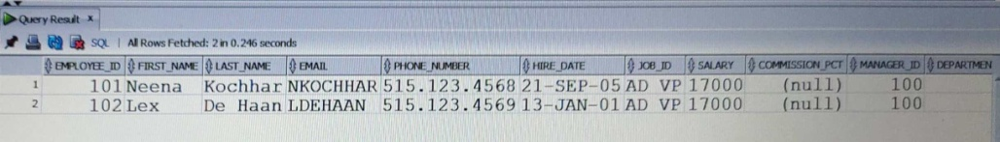 Query Result x
SQL | All Rows Fetched: 2 in 0.246 seconds
EMPLOYEE_ID FIRST_NAME LAST_NAME EMAIL PHONE_NUMBER HIRE_DATE JOB_ID SALARY COMMISSION_PCT MANAGER_ID DEPARTMEN
1 101 Neena Kochhar NKOCHHAR 515.123.4568 21-SEP-05 AD VP 17000 (null) 100
2 102 Lex De Haan LDEHAAN 515.123.4569 13-JAN-01 AD VP 17000 (null) 100